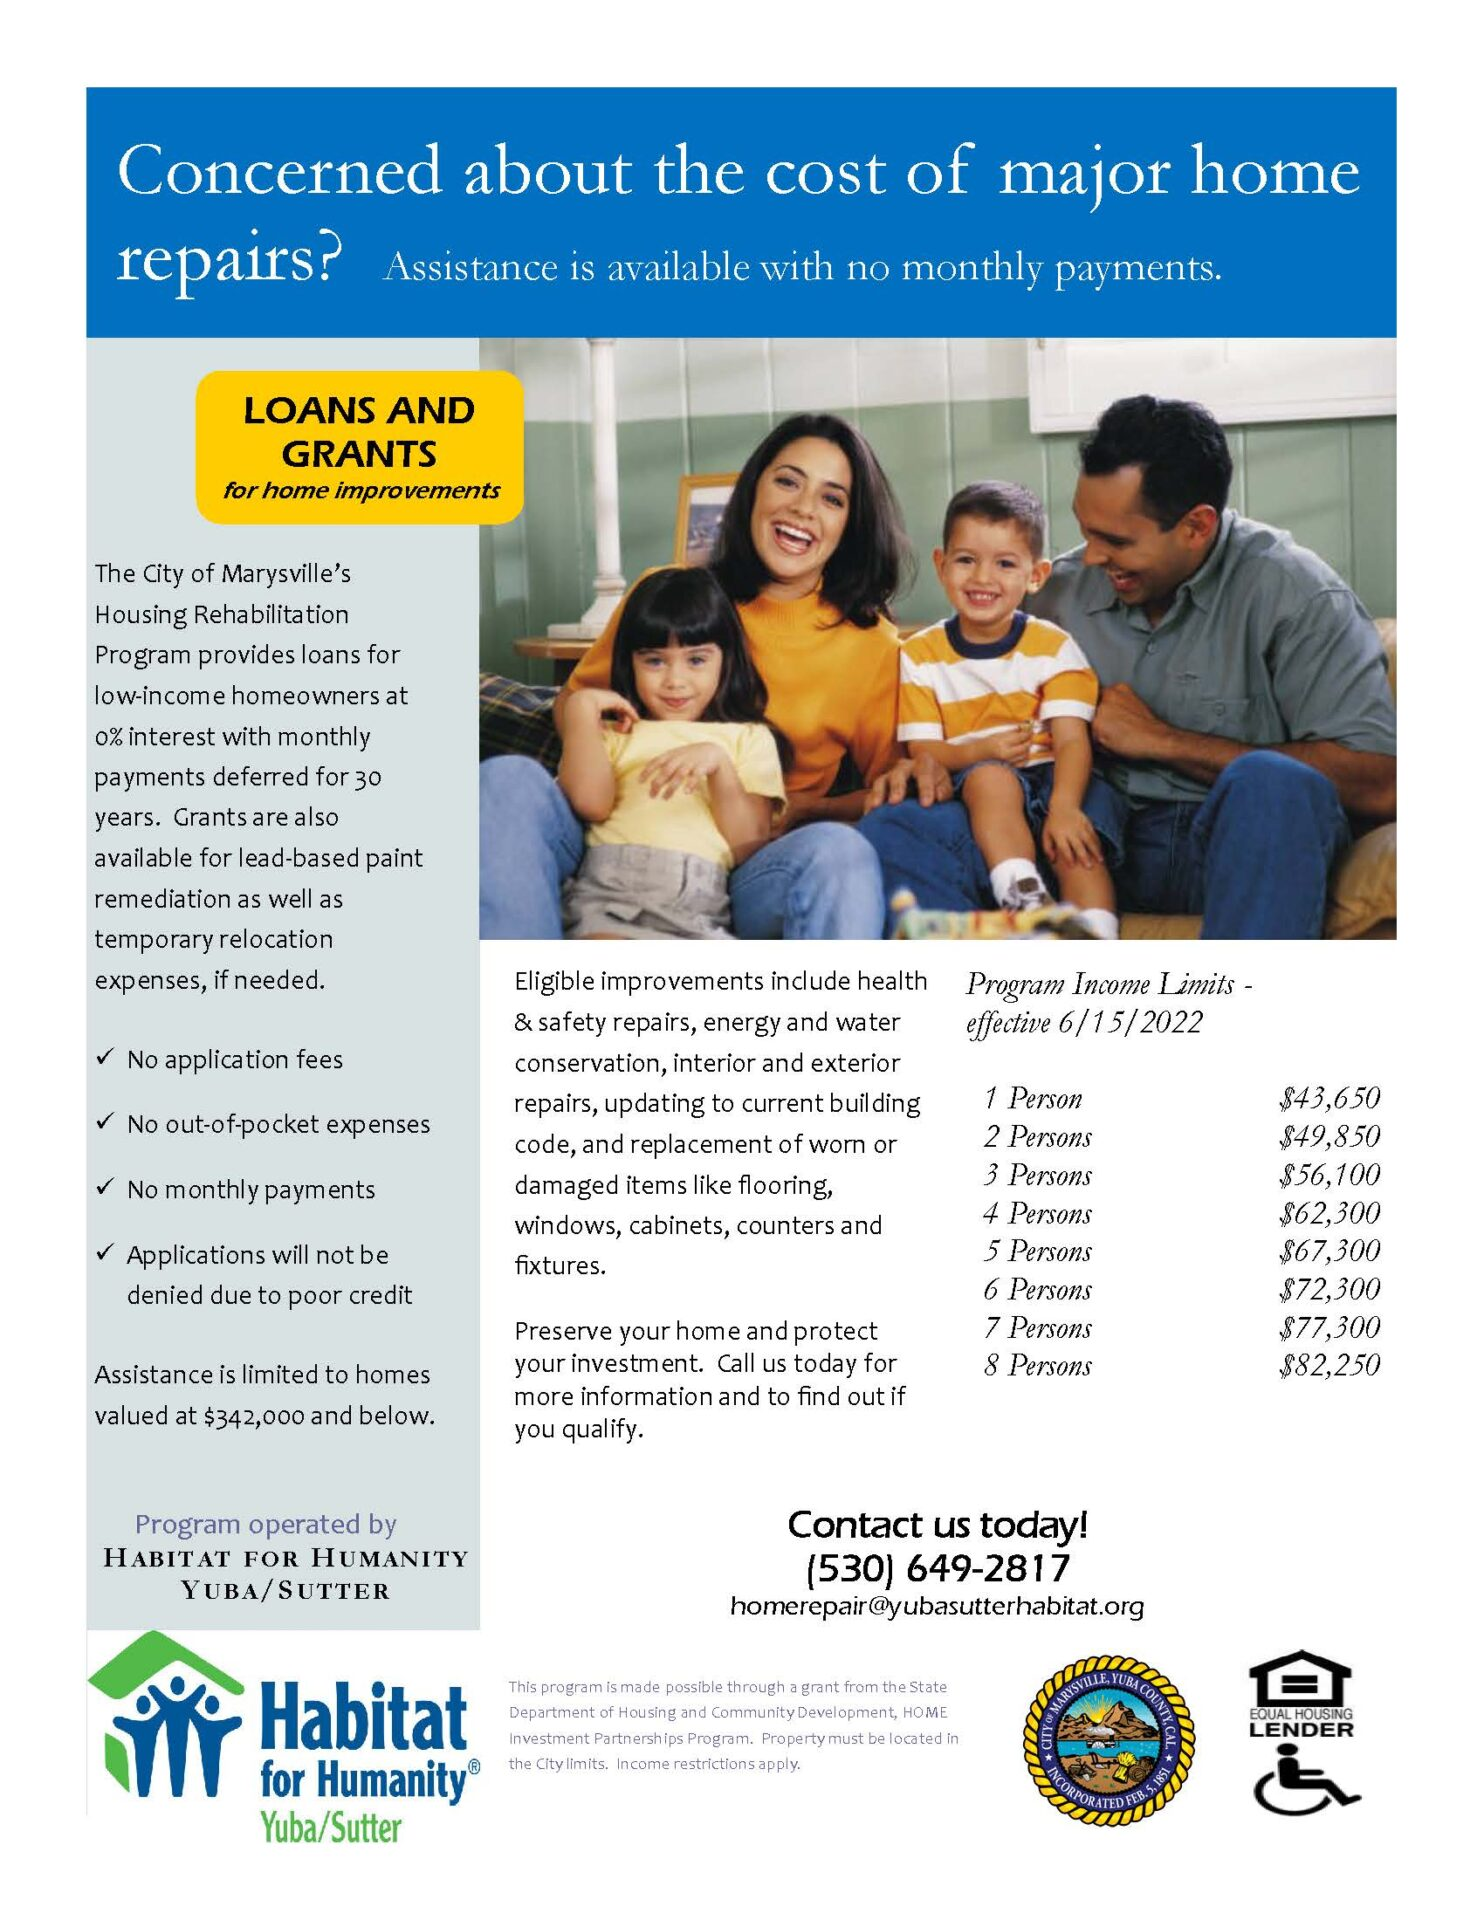 Concerned about the cost of major home
repairs? Assistance is available with no monthly payments.
LOANS AND
GRANTS
for home improvements
The City of Marysville's
Housing Rehabilitation
Program provides loans for
low-income homeowners at
0% interest with monthly
payments deferred for 30
years. Grants are also
available for lead-based paint
remediation as well as
temporary relocation
expenses, if needed.
✓ No application fees
✓ No out-of-pocket expenses
✓ No monthly payments
✓ Applications will not be
denied due to poor credit
Assistance is limited to homes
valued at $342,000 and below.
Program operated by
HABITAT FOR HUMANITY
YUBA/SUTTER
Eligible improvements include health
& safety repairs, energy and water
conservation, interior and exterior
repairs, updating to current building
code, and replacement of worn or
damaged items like flooring,
windows, cabinets, counters and
fixtures.
Preserve your home and protect
your investment. Call us today for
more information and to find out if
you qualify.
Program Income Limits -
effective 6/15/2022
1 Person $43,650
2 Persons $49,850
3 Persons $56,100
4 Persons $62,300
5 Persons $67,300
6 Persons $72,300
7 Persons $77,300
8 Persons $82,250
Contact us today!
(530) 649-2817
homerepair@yubasutterhabitat.org
Habitat
for Humanity®
Yuba/Sutter
This program is made possible through a grant from the State
Department of Housing and Community Development, HOME
Investment Partnerships Program. Property must be located in
the City limits. Income restrictions apply.
CITY OF MARYSVILLE, YUBA COUNTY, CAL.
INCORPORATED FEB. 5, 1851
EQUAL HOUSING
LENDER